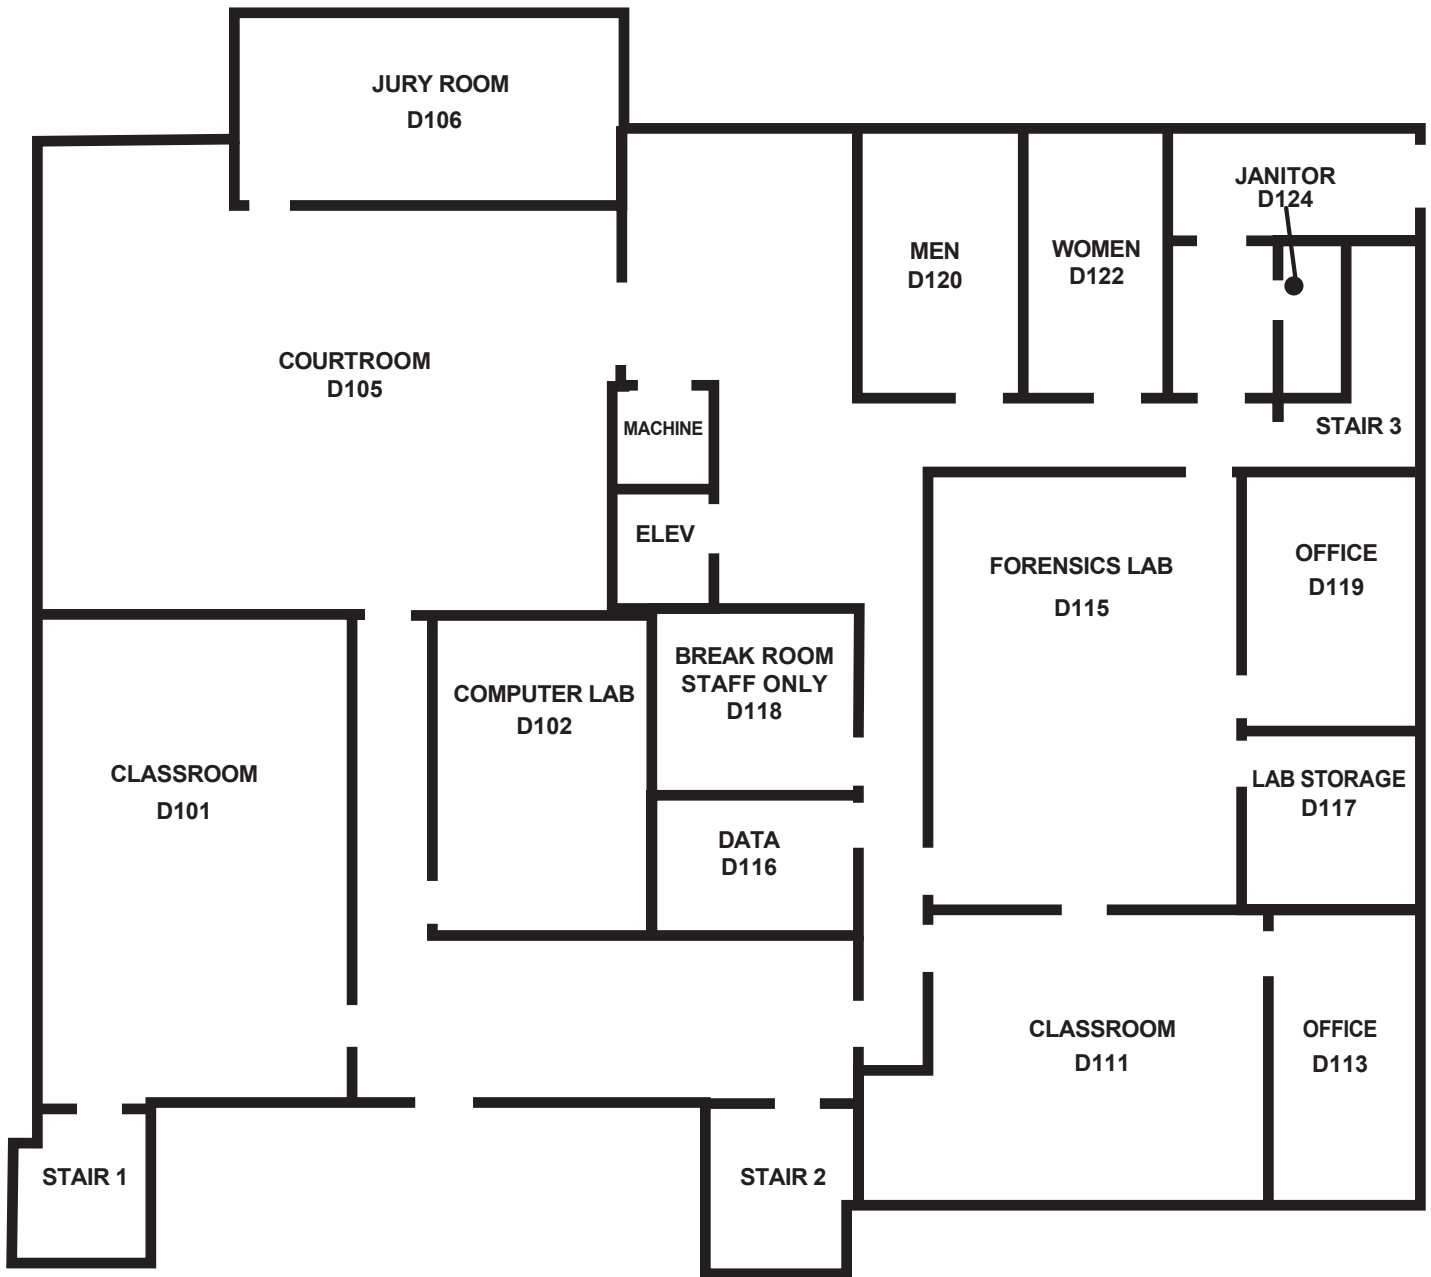 JURY ROOM
D106
JANITOR
D124
MEN
D120
WOMEN
D122
COURTROOM
D105
MACHINE
STAIR 3
ELEV
FORENSICS LAB
D115
OFFICE
D119
BREAK ROOM
STAFF ONLY
D118
COMPUTER LAB
D102
CLASSROOM
D101
LAB STORAGE
D117
DATA
D116
CLASSROOM
D111
OFFICE
D113
STAIR 1
STAIR 2